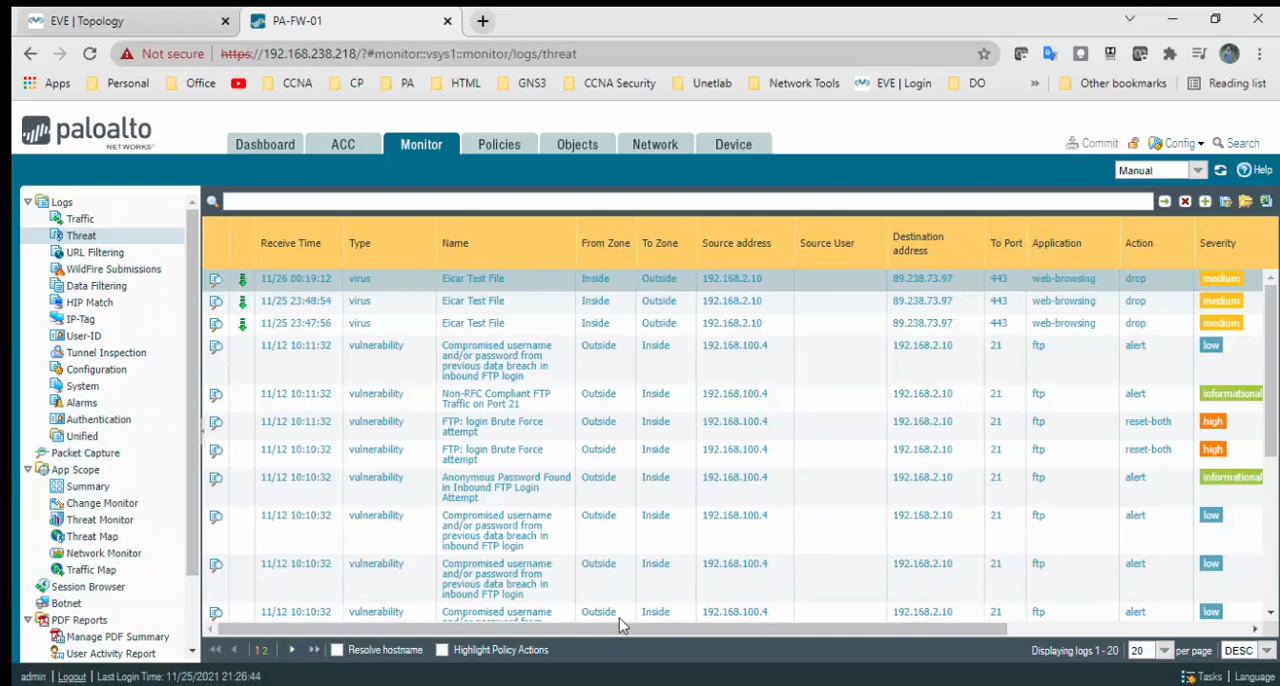 EVE | Topology
PA-FW-01
Not secure | https://192.168.238.218/?#monitor::vsys1::monitor/logs/threat
Apps Personal Office CCNA CP PA HTML GNS3 CCNA Security Unetlab Network Tools EVE | Login DO » Other bookmarks Reading list
paloalto
NETWORKS
Dashboard ACC Monitor Policies Objects Network Device
Commit Config Search
Manual Help
Logs
Traffic
Threat
URL Filtering
WildFire Submissions
Data Filtering
HIP Match
IP-Tag
User-ID
Tunnel Inspection
Configuration
System
Alarms
Authentication
Unified
Packet Capture
App Scope
Summary
Change Monitor
Threat Monitor
Threat Map
Network Monitor
Traffic Map
Session Browser
Botnet
PDF Reports
Manage PDF Summary
User Activity Report
Receive Time Type Name From Zone To Zone Source address Source User Destination address To Port Application Action Severity
11/26 00:19:12 virus Eicar Test File Inside Outside 192.168.2.10 89.238.73.97 443 web-browsing drop medium
11/25 23:48:54 virus Eicar Test File Inside Outside 192.168.2.10 89.238.73.97 443 web-browsing drop medium
11/25 23:47:56 virus Eicar Test File Inside Outside 192.168.2.10 89.238.73.97 443 web-browsing drop medium
11/12 10:11:32 vulnerability Compromised username and/or password from previous data breach in inbound FTP login Outside Inside 192.168.100.4 192.168.2.10 21 ftp alert low
11/12 10:11:32 vulnerability Non-RFC Compliant FTP Traffic on Port 21 Outside Inside 192.168.100.4 192.168.2.10 21 ftp alert informational
11/12 10:11:32 vulnerability FTP: login Brute Force attempt Outside Inside 192.168.100.4 192.168.2.10 21 ftp reset-both high
11/12 10:10:32 vulnerability FTP: login Brute Force attempt Outside Inside 192.168.100.4 192.168.2.10 21 ftp reset-both high
11/12 10:10:32 vulnerability Anonymous Password Found in Inbound FTP Login Attempt Outside Inside 192.168.100.4 192.168.2.10 21 ftp alert informational
11/12 10:10:32 vulnerability Compromised username and/or password from previous data breach in inbound FTP login Outside Inside 192.168.100.4 192.168.2.10 21 ftp alert low
11/12 10:10:32 vulnerability Compromised username and/or password from previous data breach in inbound FTP login Outside Inside 192.168.100.4 192.168.2.10 21 ftp alert low
11/12 10:10:32 vulnerability Compromised username Outside Inside 192.168.100.4 192.168.2.10 21 ftp alert low
1 2 Resolve hostname Highlight Policy Actions Displaying logs 1 - 20 20 per page DESC
admin | Logout | Last Login Time: 11/25/2021 21:26:44 Tasks | Language